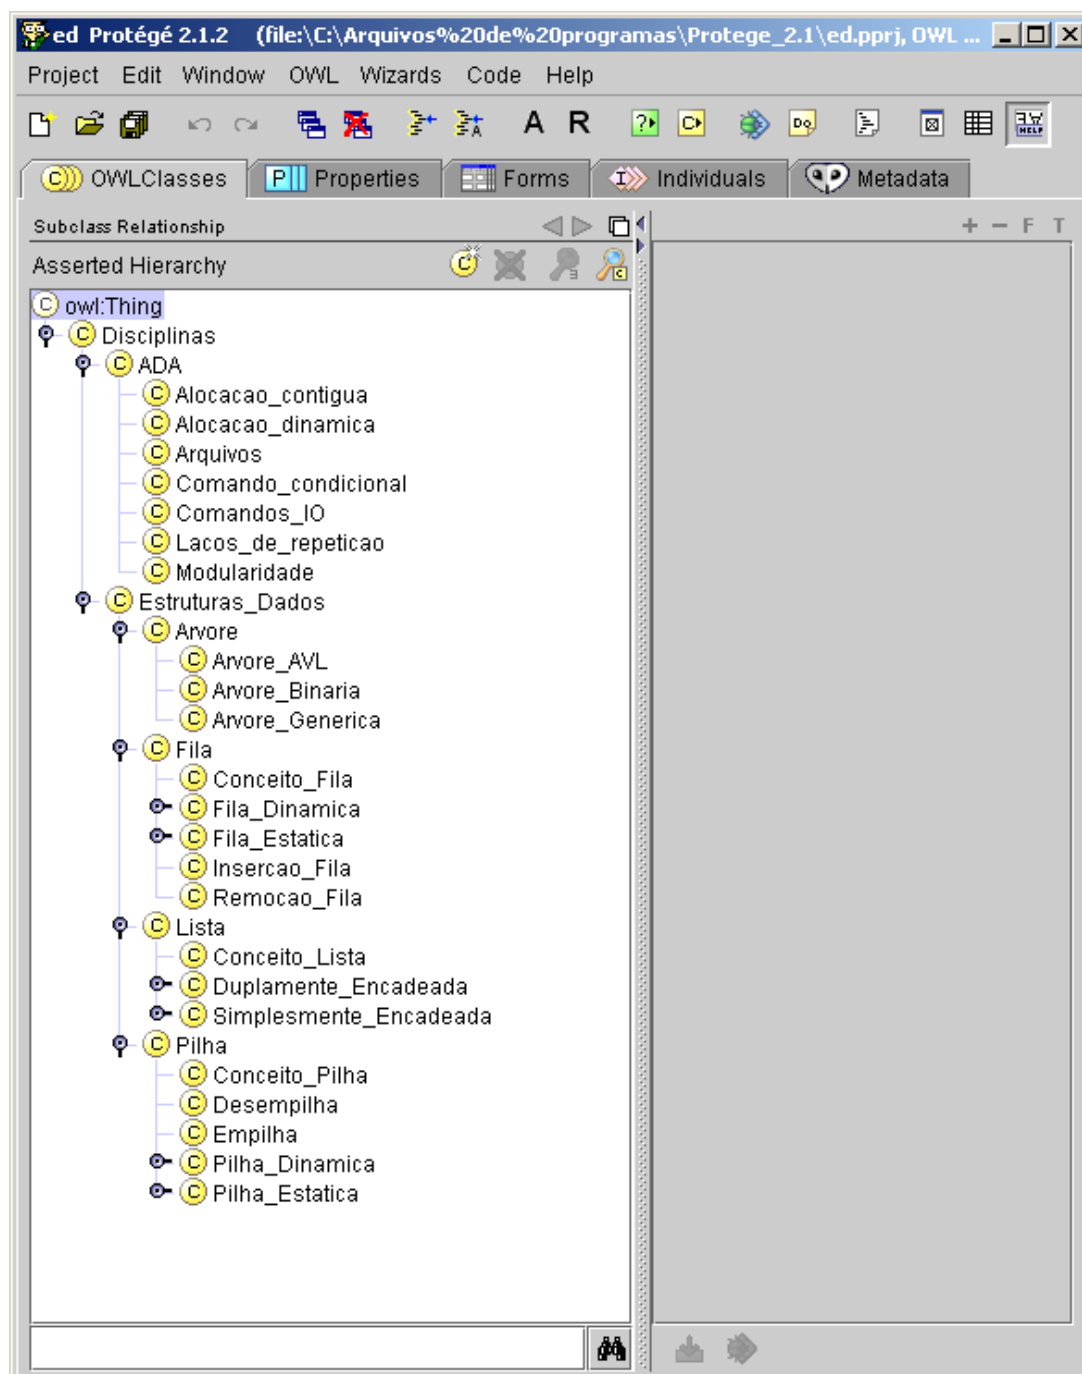 ed Protégé 2.1.2 (file:\C:\Arquivos%20de%20programas\Protege_2.1\ed.pprj, OWL ...
Project Edit Window OWL Wizards Code Help
A R ? C DQ A HELP
C OWLClasses P Properties Forms I Individuals Metadata
Subclass Relationship + − F T
Asserted Hierarchy
C owl:Thing
C Disciplinas
C ADA
C Alocacao_contigua
C Alocacao_dinamica
C Arquivos
C Comando_condicional
C Comandos_IO
C Lacos_de_repeticao
C Modularidade
C Estruturas_Dados
C Arvore
C Arvore_AVL
C Arvore_Binaria
C Arvore_Generica
C Fila
C Conceito_Fila
C Fila_Dinamica
C Fila_Estatica
C Insercao_Fila
C Remocao_Fila
C Lista
C Conceito_Lista
C Duplamente_Encadeada
C Simplesmente_Encadeada
C Pilha
C Conceito_Pilha
C Desempilha
C Empilha
C Pilha_Dinamica
C Pilha_Estatica